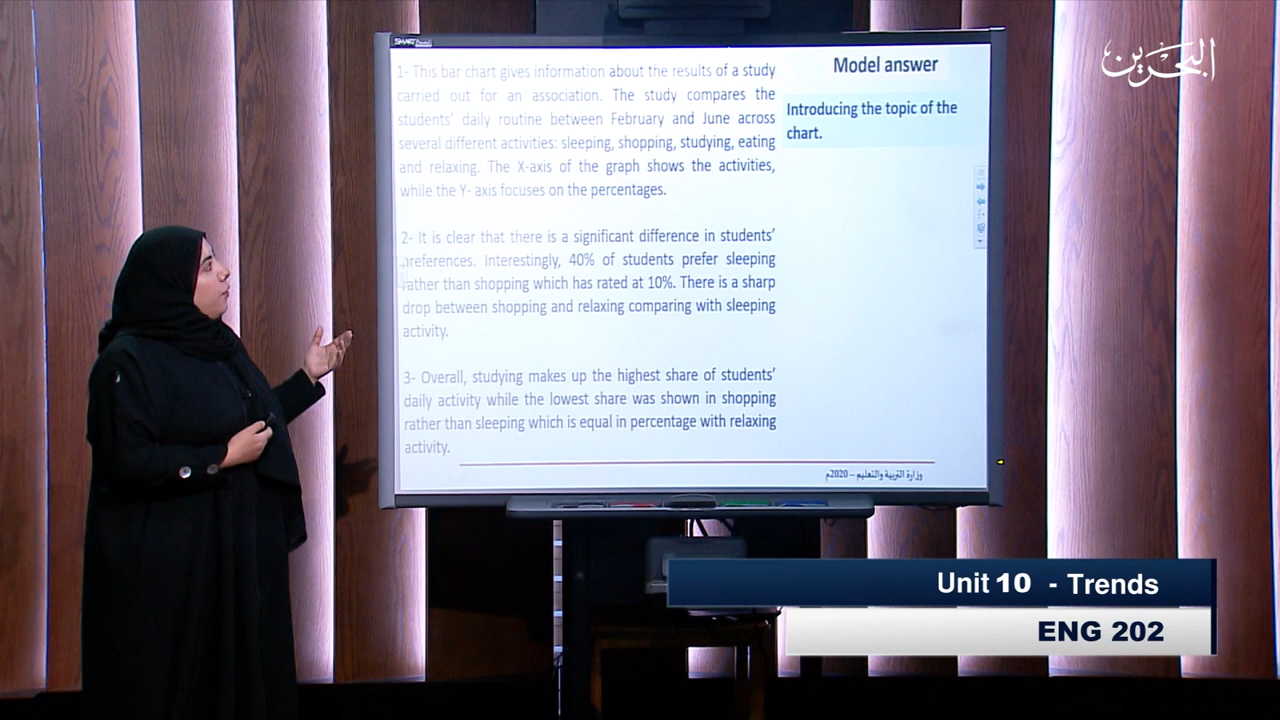 SMART
البحرين
Model answer
Introducing the topic of the
chart.
1- This bar chart gives information about the results of a study
carried out for an association. The study compares the
students' daily routine between February and June across
several different activities: sleeping, shopping, studying, eating
and relaxing. The X-axis of the graph shows the activities,
while the Y- axis focuses on the percentages.
2- It is clear that there is a significant difference in students'
preferences. Interestingly, 40% of students prefer sleeping
rather than shopping which has rated at 10%. There is a sharp
drop between shopping and relaxing comparing with sleeping
activity.
3- Overall, studying makes up the highest share of students'
daily activity while the lowest share was shown in shopping
rather than sleeping which is equal in percentage with relaxing
activity.
وزارة التربية والتعليم – 2020م
Unit 10 - Trends
ENG 202